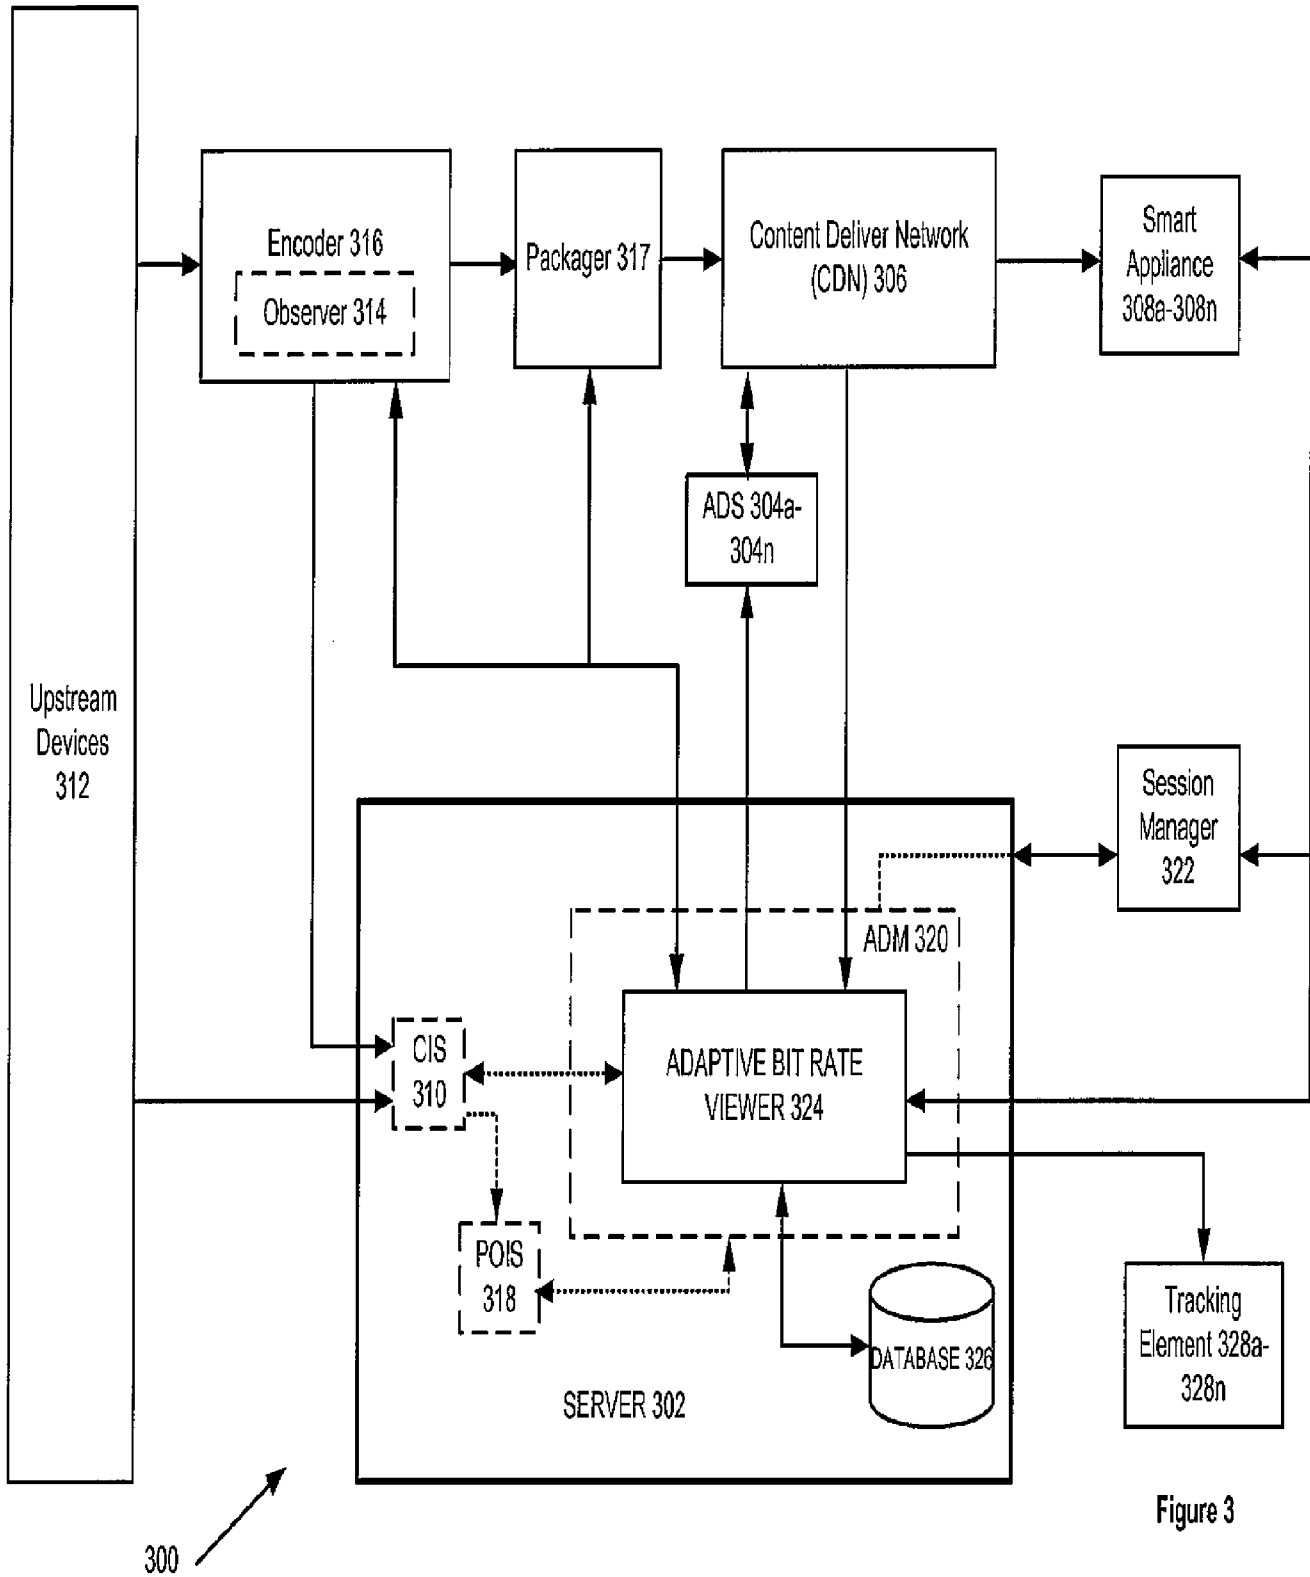 Upstream
Devices
312
Encoder 316
Observer 314
Packager 317
Content Deliver Network
(CDN) 306
Smart
Appliance
308a-308n
ADS 304a-
304n
Session
Manager
322
ADM 320
CIS
310
ADAPTIVE BIT RATE
VIEWER 324
POIS
318
DATABASE 326
SERVER 302
Tracking
Element 328a-
328n
Figure 3
300